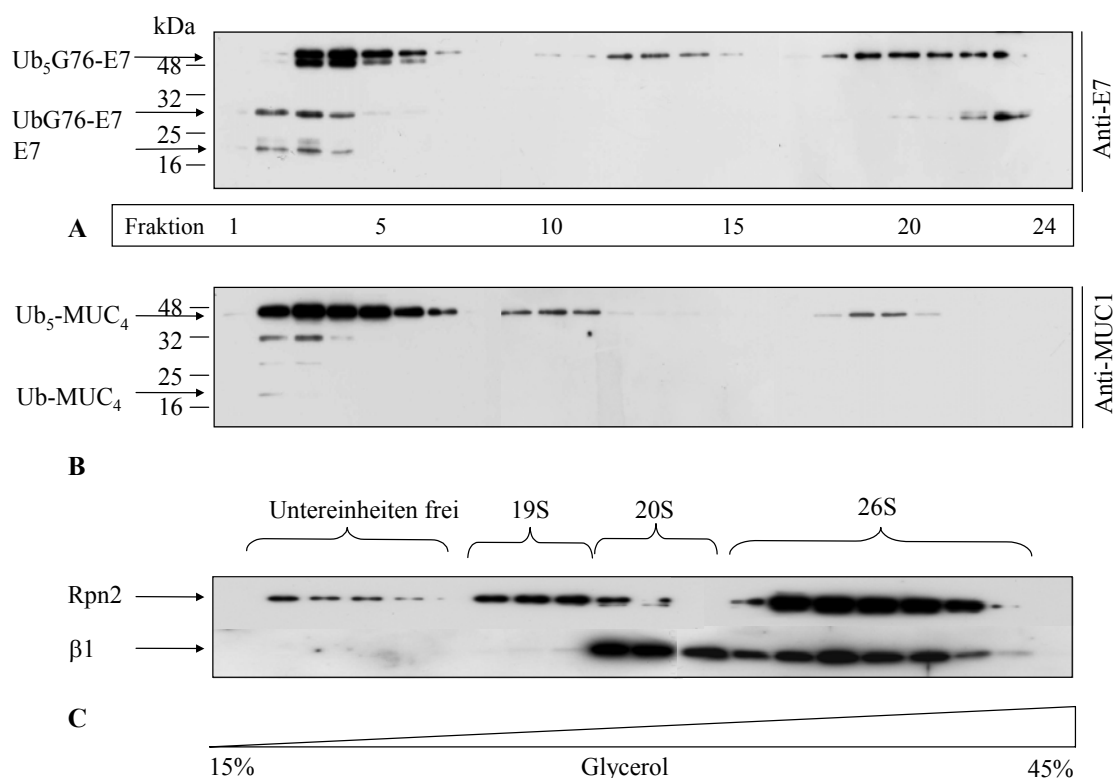 kDa
Ub5G76-E7
48
32
UbG76-E7
25
E7
16
Anti-E7
A
Fraktion 1 5 10 15 20 24
Ub5-MUC4
48
32
25
Ub-MUC4
16
Anti-MUC1
B
Untereinheiten frei 19S 20S 26S
Rpn2
β1
C
15% Glycerol 45%